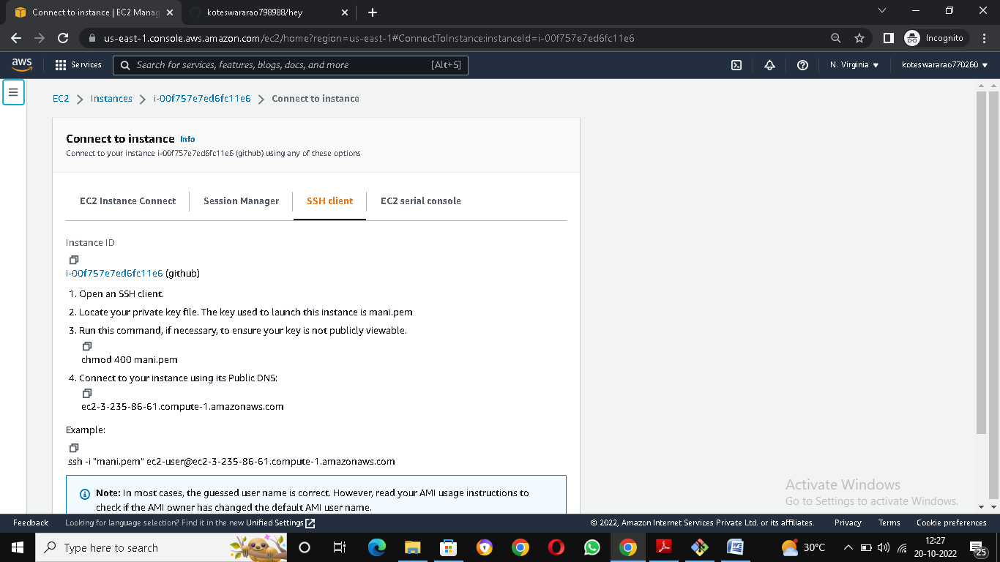 Connect to instance | EC2 Manag
koteswararao798988/hey
us-east-1.console.aws.amazon.com/ec2/home?region=us-east-1#ConnectToInstance:instanceId=i-00f757e7ed6fc11e6
Incognito
aws
Services
Search for services, features, blogs, docs, and more
[Alt+S]
N. Virginia
koteswararao770260
EC2
Instances
i-00f757e7ed6fc11e6
Connect to instance
Connect to instance Info
Connect to your instance i-00f757e7ed6fc11e6 (github) using any of these options
EC2 Instance Connect
Session Manager
SSH client
EC2 serial console
Instance ID
i-00f757e7ed6fc11e6 (github)
1. Open an SSH client.
2. Locate your private key file. The key used to launch this instance is mani.pem
3. Run this command, if necessary, to ensure your key is not publicly viewable.
chmod 400 mani.pem
4. Connect to your instance using its Public DNS:
ec2-3-235-86-61.compute-1.amazonaws.com
Example:
ssh -i "mani.pem" ec2-user@ec2-3-235-86-61.compute-1.amazonaws.com
Note: In most cases, the guessed user name is correct. However, read your AMI usage instructions to
check if the AMI owner has changed the default AMI user name.
Activate Windows
Go to Settings to activate Windows.
Feedback
Looking for language selection? Find it in the new Unified Settings
© 2022, Amazon Internet Services Private Ltd. or its affiliates.
Privacy
Terms
Cookie preferences
Type here to search
30°C
12:27
20-10-2022
25